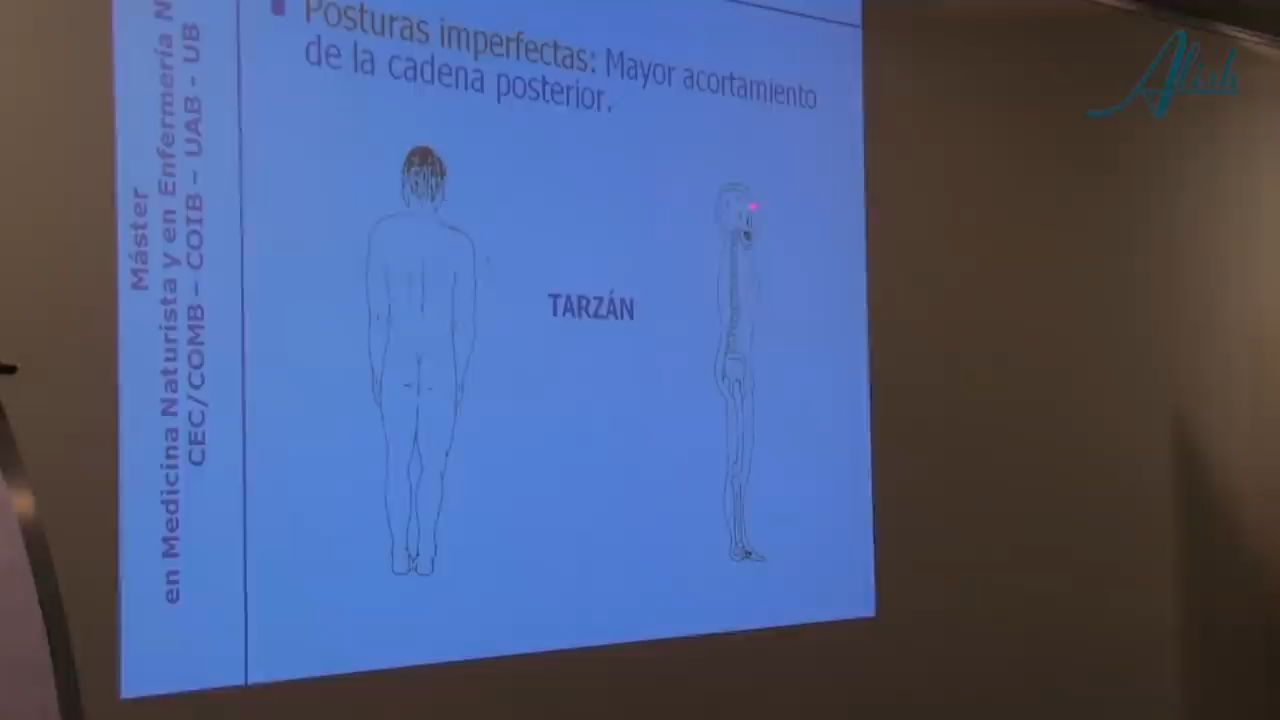 Posturas imperfectas: Mayor acortamiento
de la cadena posterior.
TARZÁN
Máster
en Medicina Naturista y en Enfermería N
CEC/COMB – COIB – UAB - UB
Alish